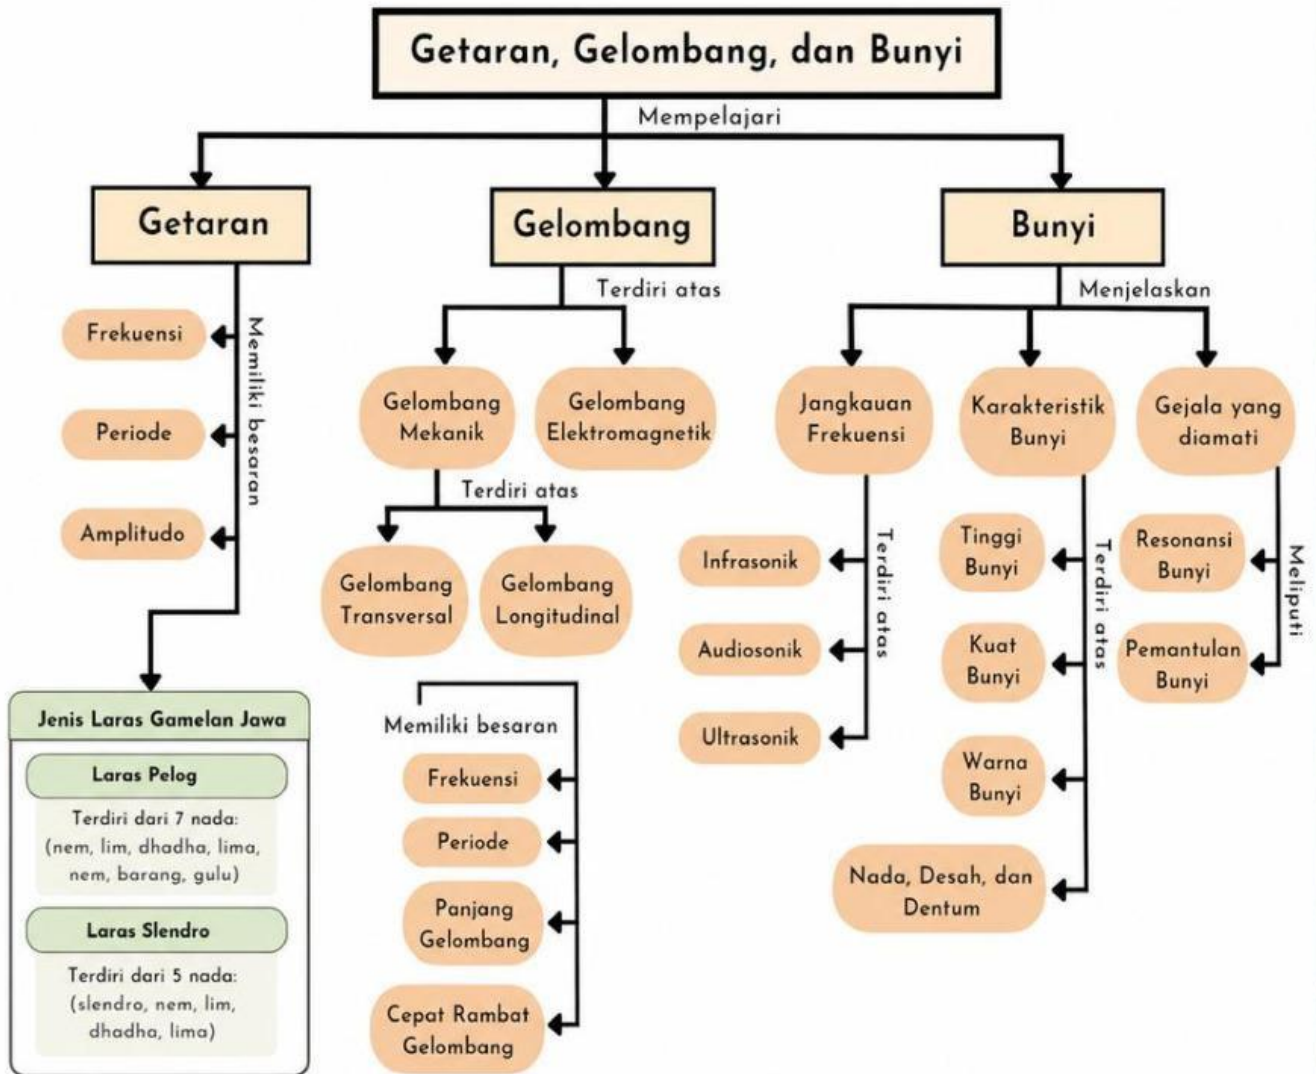 Getaran, Gelombang, dan Bunyi
Mempelajari
Getaran
Memiliki besaran
Frekuensi
Periode
Amplitudo
Jenis Laras Gamelan Jawa
Laras Pelog
Terdiri dari 7 nada:
(nem, lim, dhadha, lima,
nem, barang, gulu)
Laras Slendro
Terdiri dari 5 nada:
(slendro, nem, lim,
dhadha, lima)
Gelombang
Terdiri atas
Gelombang
Mekanik
Gelombang
Elektromagnetik
Terdiri atas
Gelombang
Transversal
Gelombang
Longitudinal
Memiliki besaran
Frekuensi
Periode
Panjang
Gelombang
Cepat Rambat
Gelombang
Bunyi
Menjelaskan
Jangkauan
Frekuensi
Terdiri atas
Infrasonik
Audiosonik
Ultrasonik
Karakteristik
Bunyi
Terdiri atas
Tinggi
Bunyi
Kuat
Bunyi
Warna
Bunyi
Nada, Desah, dan
Dentum
Gejala yang
diamati
Meliputi
Resonansi
Bunyi
Pemantulan
Bunyi